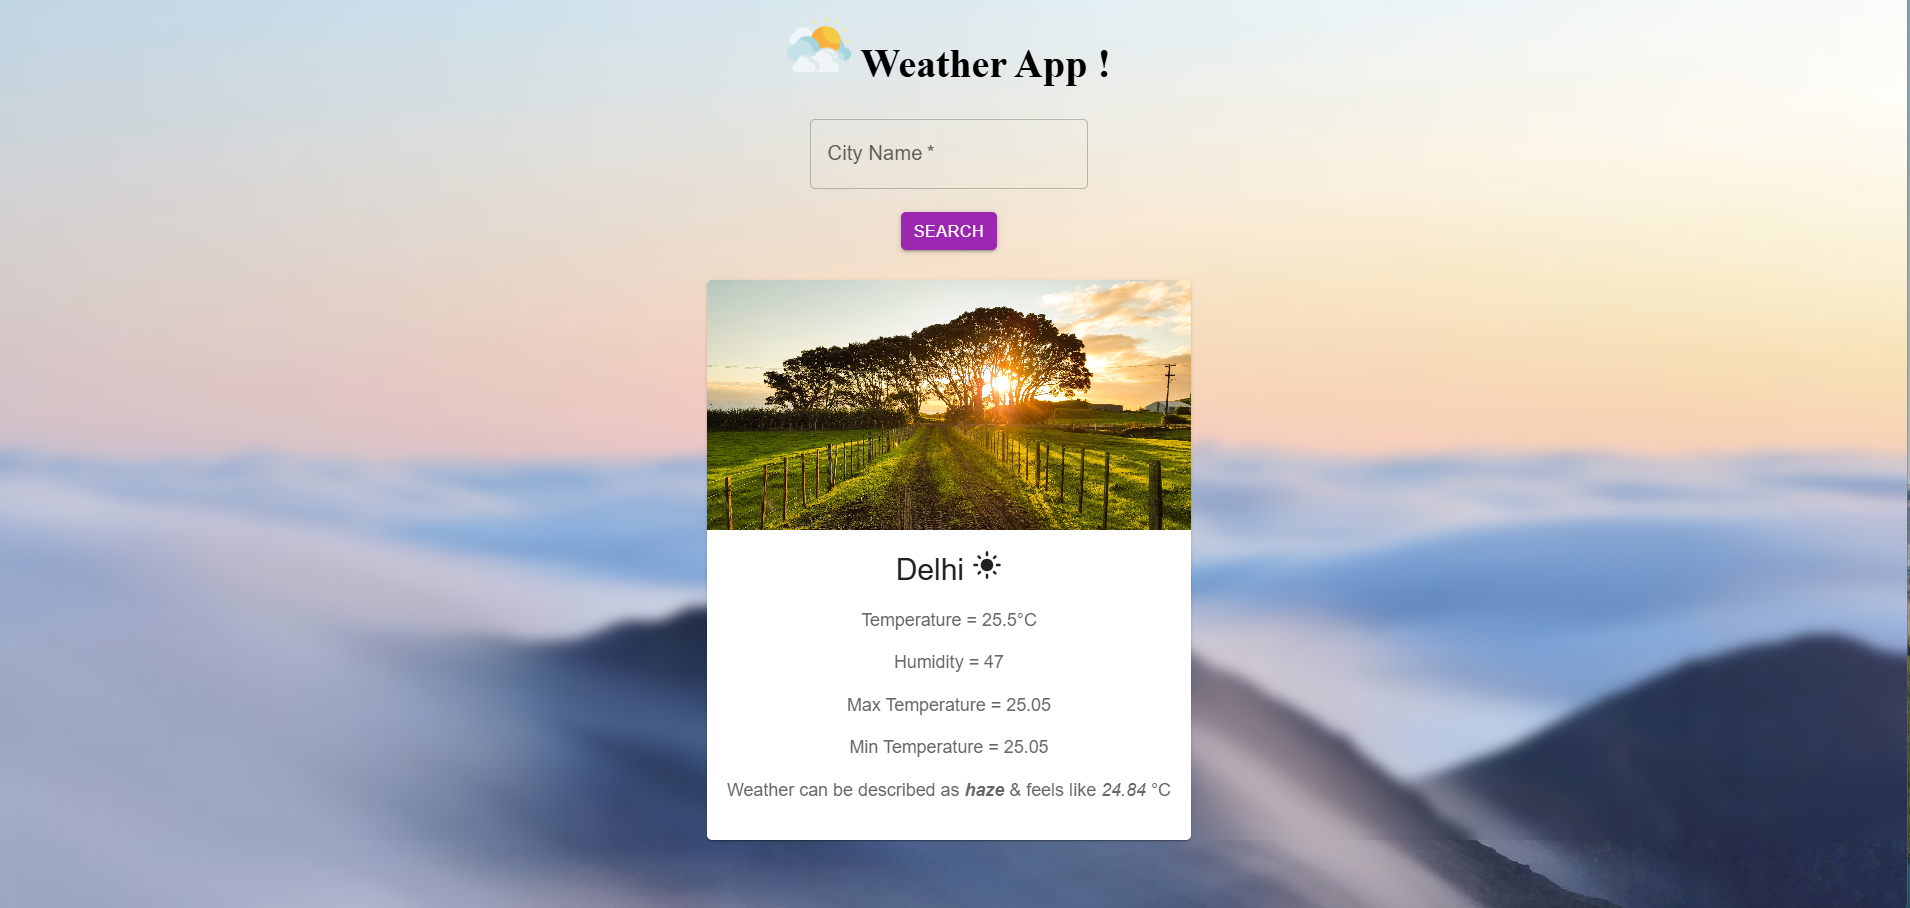 Weather App !
City Name *
SEARCH
Delhi
Temperature = 25.5°C
Humidity = 47
Max Temperature = 25.05
Min Temperature = 25.05
Weather can be described as haze & feels like 24.84 °C